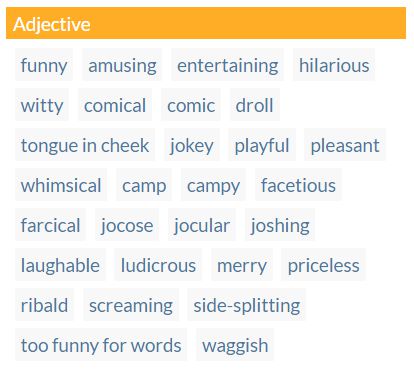 Adjective
funny amusing entertaining hilarious
witty comical comic droll
tongue in cheek jokey playful pleasant
whimsical camp campy facetious
farcical jocose jocular joshing
laughable ludicrous merry priceless
ribald screaming side-splitting
too funny for words waggish